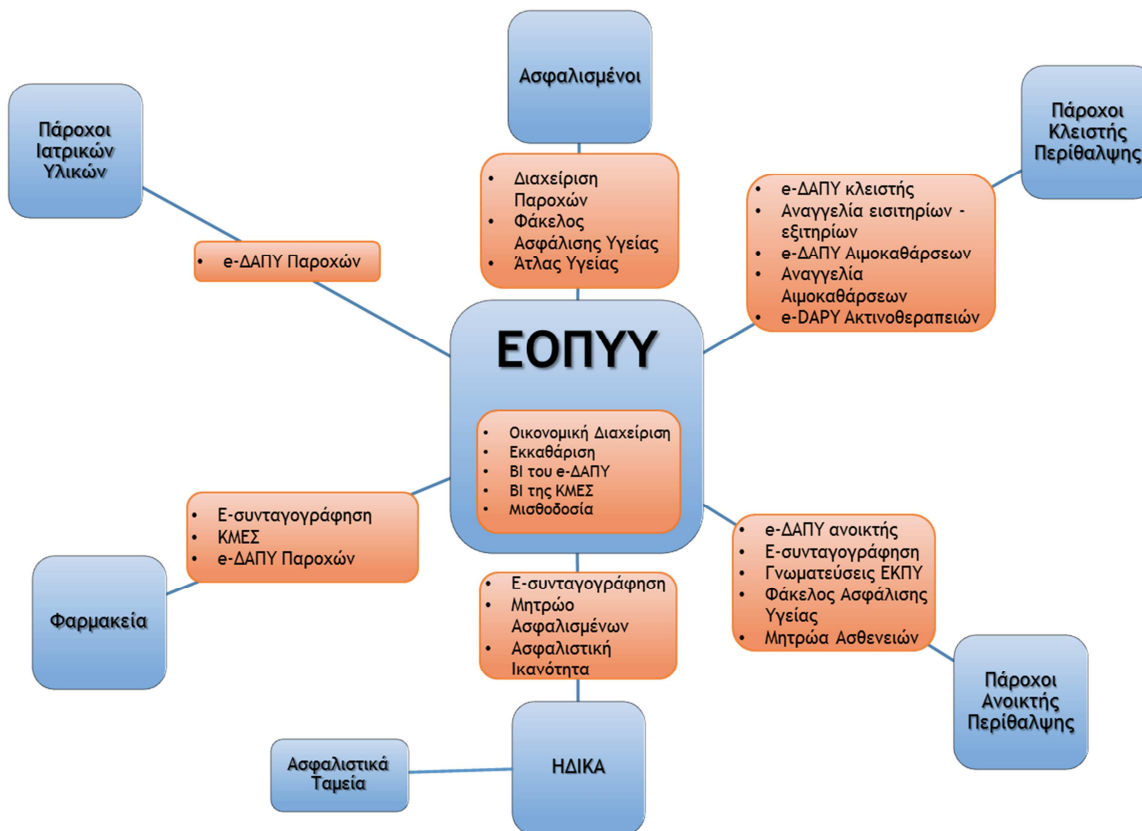 Ασφαλισμένοι
Πάροχοι
Ιατρικών
Υλικών
Πάροχοι
Κλειστής
Περίθαλψης
• Διαχείριση
Παροχών
• Φάκελος
Ασφάλισης Υγείας
• Άτλας Υγείας
• e-ΔΑΠΥ κλειστής
• Αναγγελία εισιτηρίων -
εξιτηρίων
• e-ΔΑΠΥ Αιμοκαθάρσεων
• Αναγγελία
Αιμοκαθάρσεων
• e-DAPY Ακτινοθεραπειών
• e-ΔΑΠΥ Παροχών
ΕΟΠΥΥ
• Οικονομική Διαχείριση
• Εκκαθάριση
• BI του e-ΔΑΠΥ
• BI της ΚΜΕΣ
• Μισθοδοσία
• Ε-συνταγογράφηση
• ΚΜΕΣ
• e-ΔΑΠΥ Παροχών
Φαρμακεία
• Ε-συνταγογράφηση
• Μητρώο
Ασφαλισμένων
• Ασφαλιστική
Ικανότητα
• e-ΔΑΠΥ ανοικτής
• Ε-συνταγογράφηση
• Γνωματεύσεις ΕΚΠΥ
• Φάκελος Ασφάλισης
Υγείας
• Μητρώα Ασθενειών
Πάροχοι
Ανοικτής
Περίθαλψης
Ασφαλιστικά
Ταμεία
ΗΔΙΚΑ